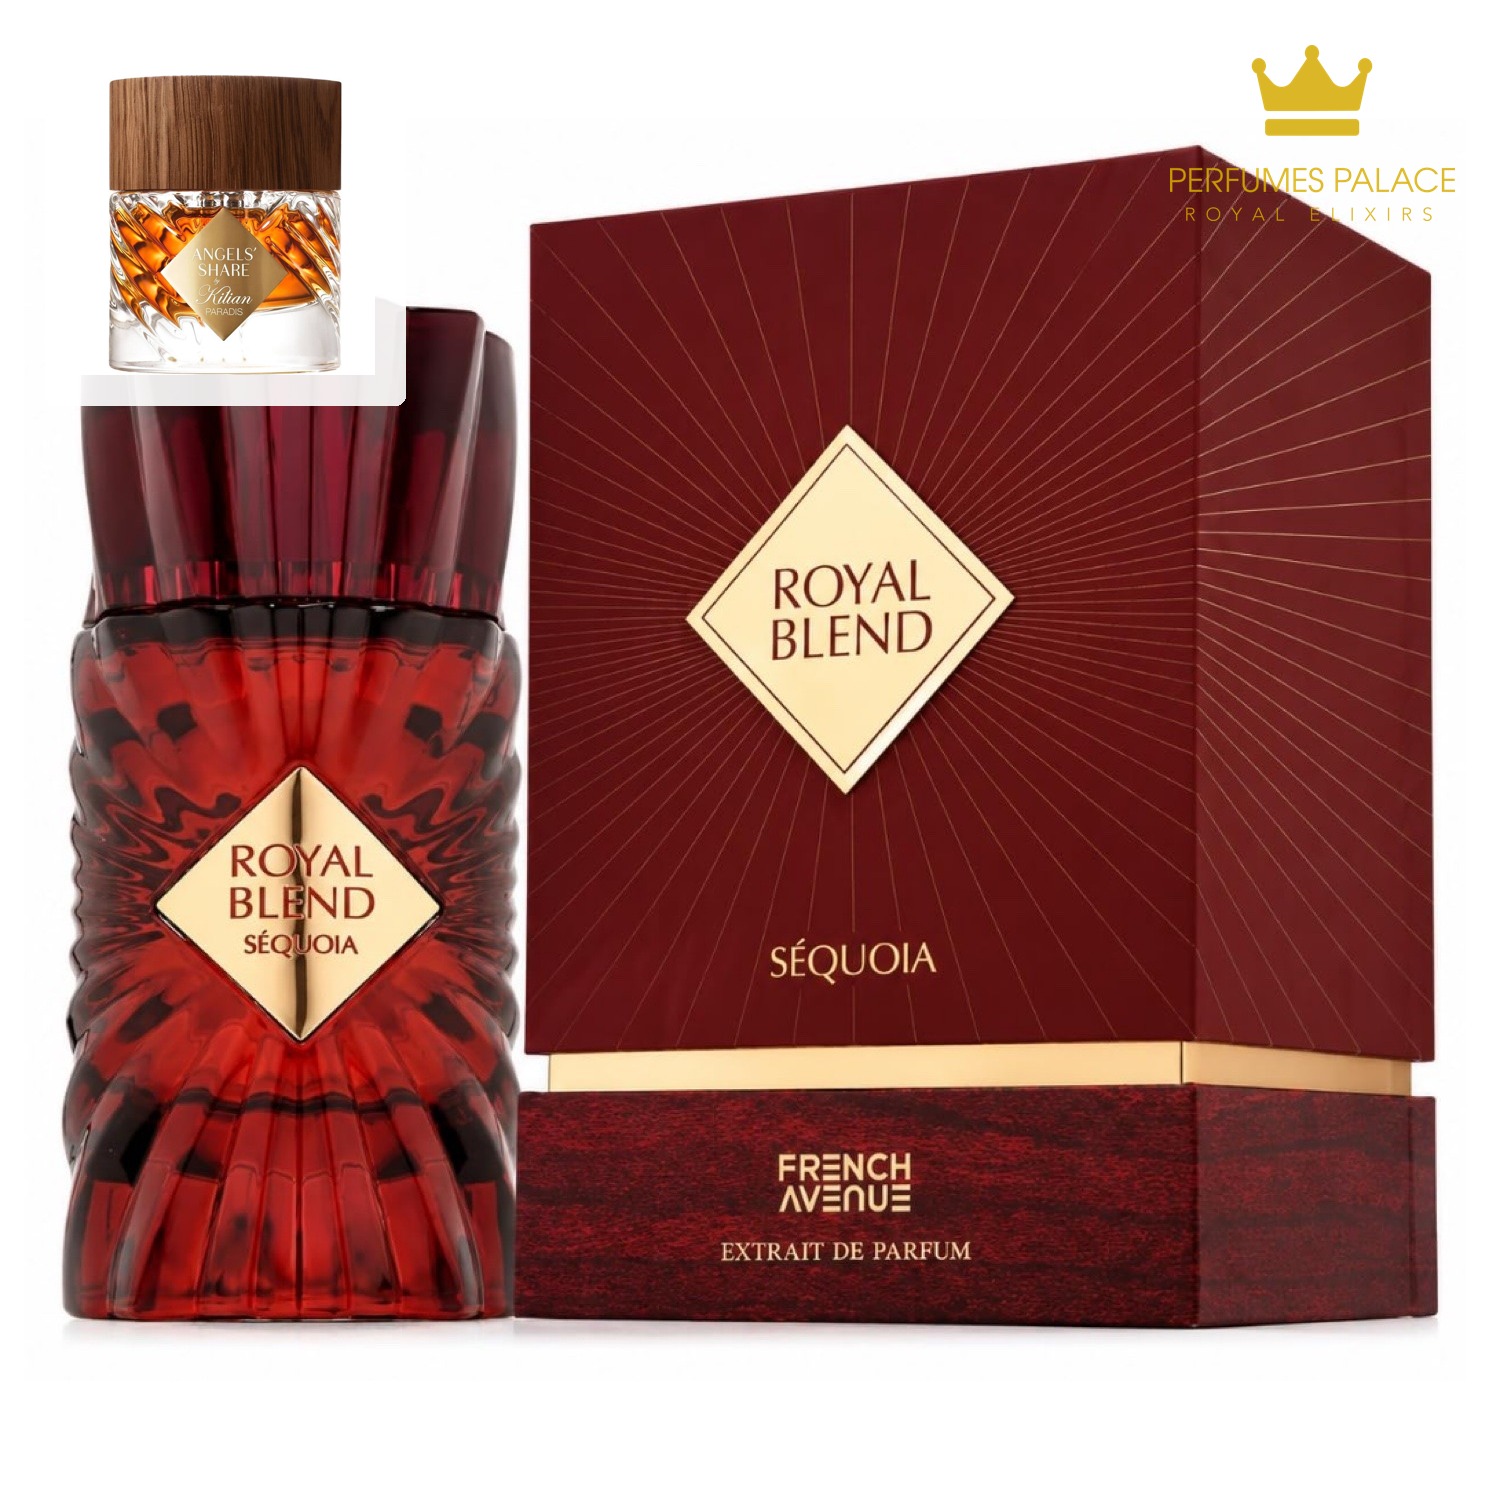 PERFUMES PALACE
ROYAL ELIXIRS
ANGELS'
SHARE
by
Kilian
PARADIS
ROYAL
BLEND
SÉQUOIA
FRENCH
AVENUE
EXTRAIT DE PARFUM
ROYAL
BLEND
SÉQUOIA